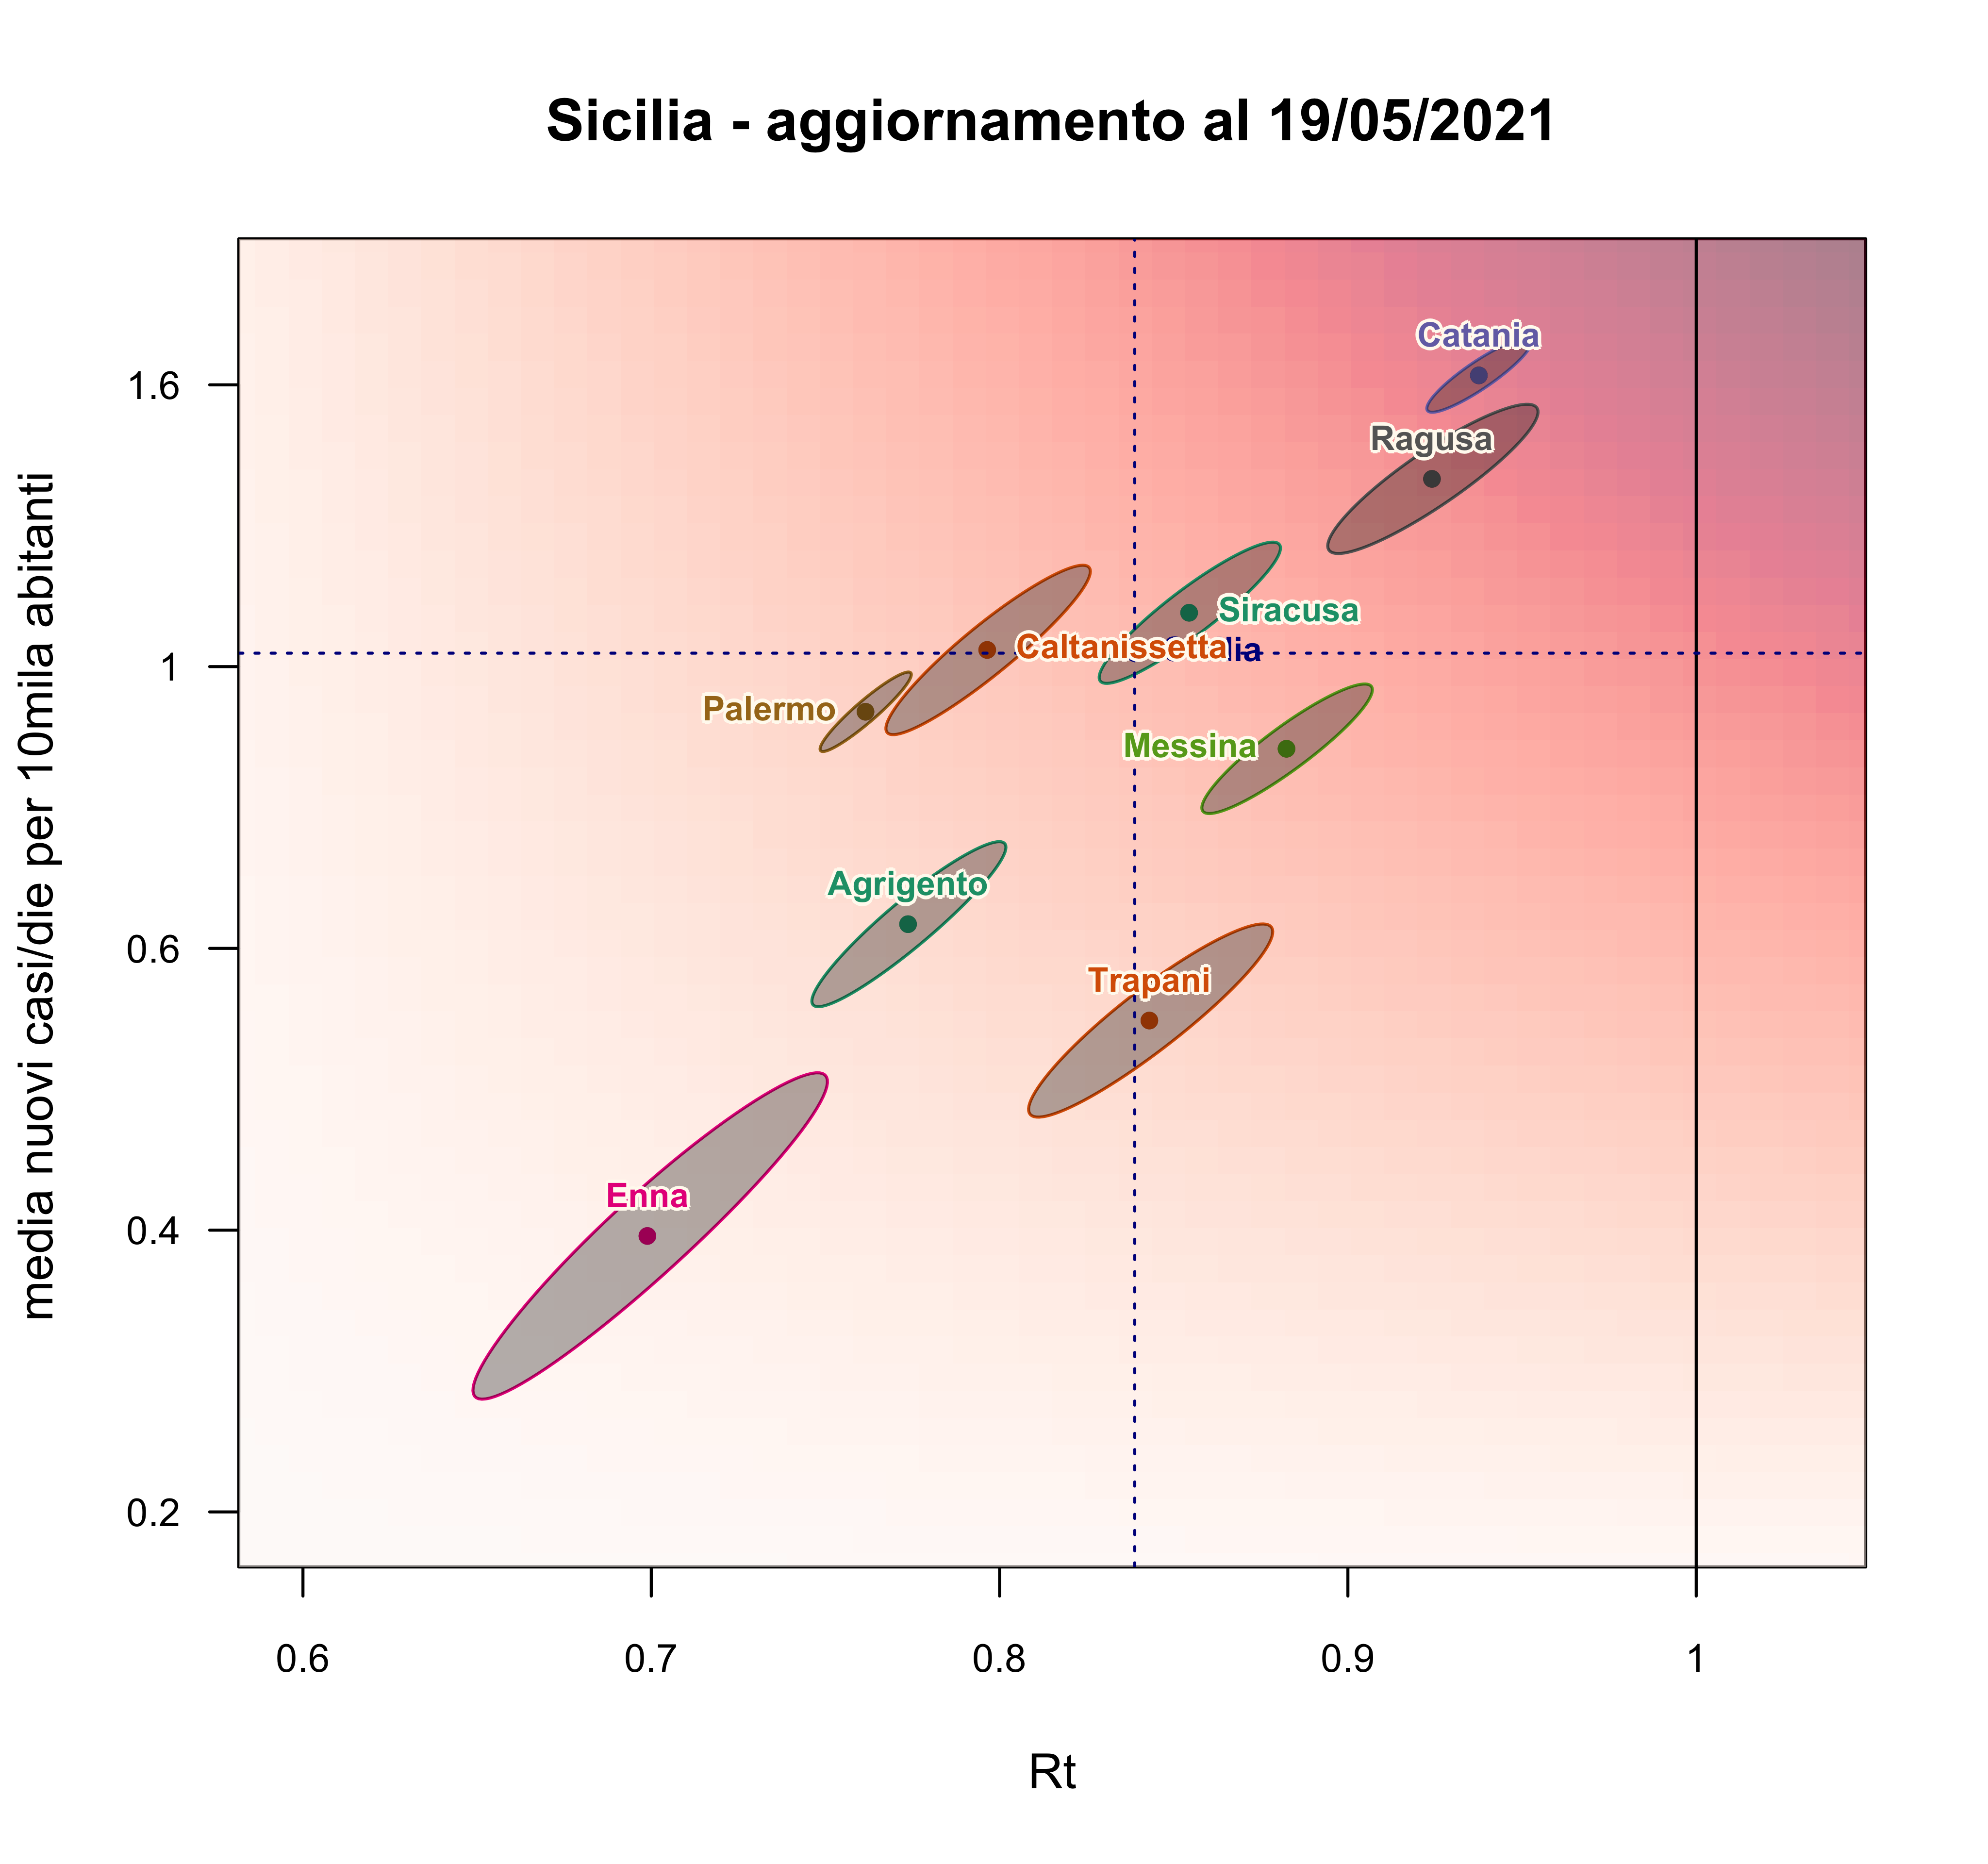 Sicilia - aggiornamento al 19/05/2021
media nuovi casi/die per 10mila abitanti
1.6
1
0.6
0.4
0.2
Catania
Ragusa
Siracusa
Caltanissetta
Palermo
Messina
Agrigento
Trapani
Enna
0.6
0.7
0.8
0.9
1
Rt